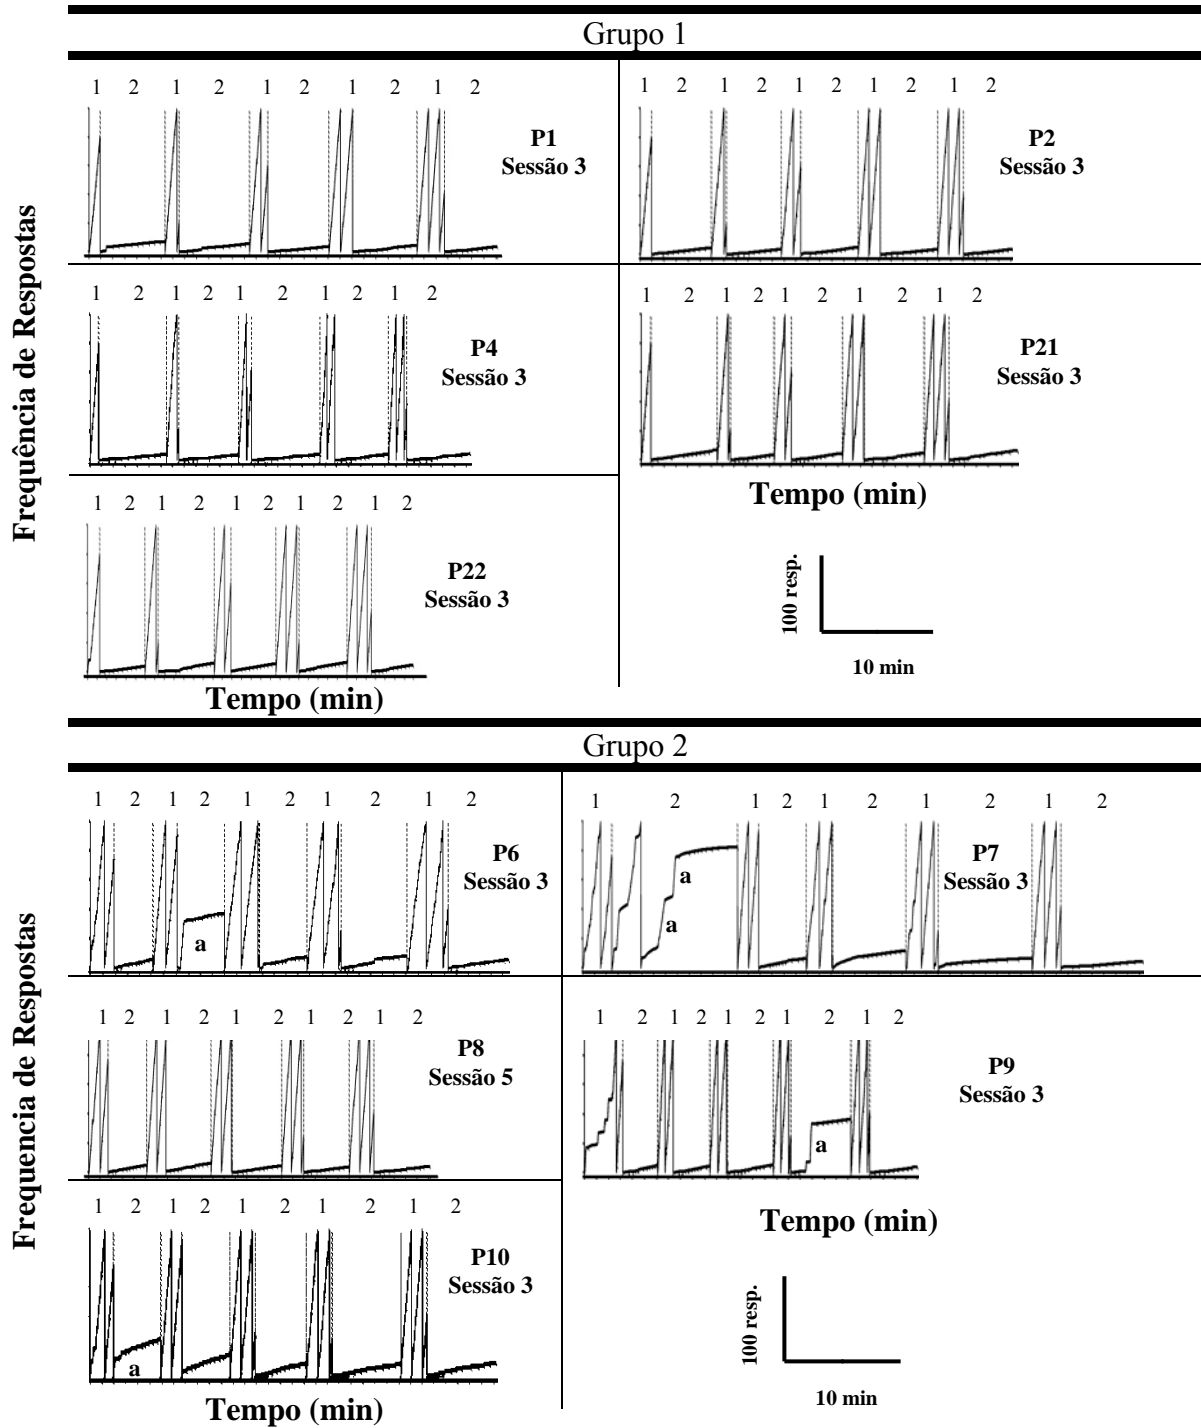 Grupo 1
Frequência de Respostas
1 2 1 2 1 2 1 2 1 2
P1
Sessão 3
1 2 1 2 1 2 1 2 1 2
P2
Sessão 3
1 2 1 2 1 2 1 2 1 2
P4
Sessão 3
1 2 1 2 1 2 1 2 1 2
P21
Sessão 3
Tempo (min)
1 2 1 2 1 2 1 2 1 2
P22
Sessão 3
Tempo (min)
100 resp.
10 min
Grupo 2
Frequencia de Respostas
1 2 1 2 1 2 1 2 1 2
P6
Sessão 3
a
1 2 1 2 1 2 1 2 1 2
P7
Sessão 3
a
a
1 2 1 2 1 2 1 2 1 2
P8
Sessão 5
1 2 1 2 1 2 1 2 1 2
P9
Sessão 3
a
Tempo (min)
1 2 1 2 1 2 1 2 1 2
P10
Sessão 3
a
Tempo (min)
100 resp.
10 min